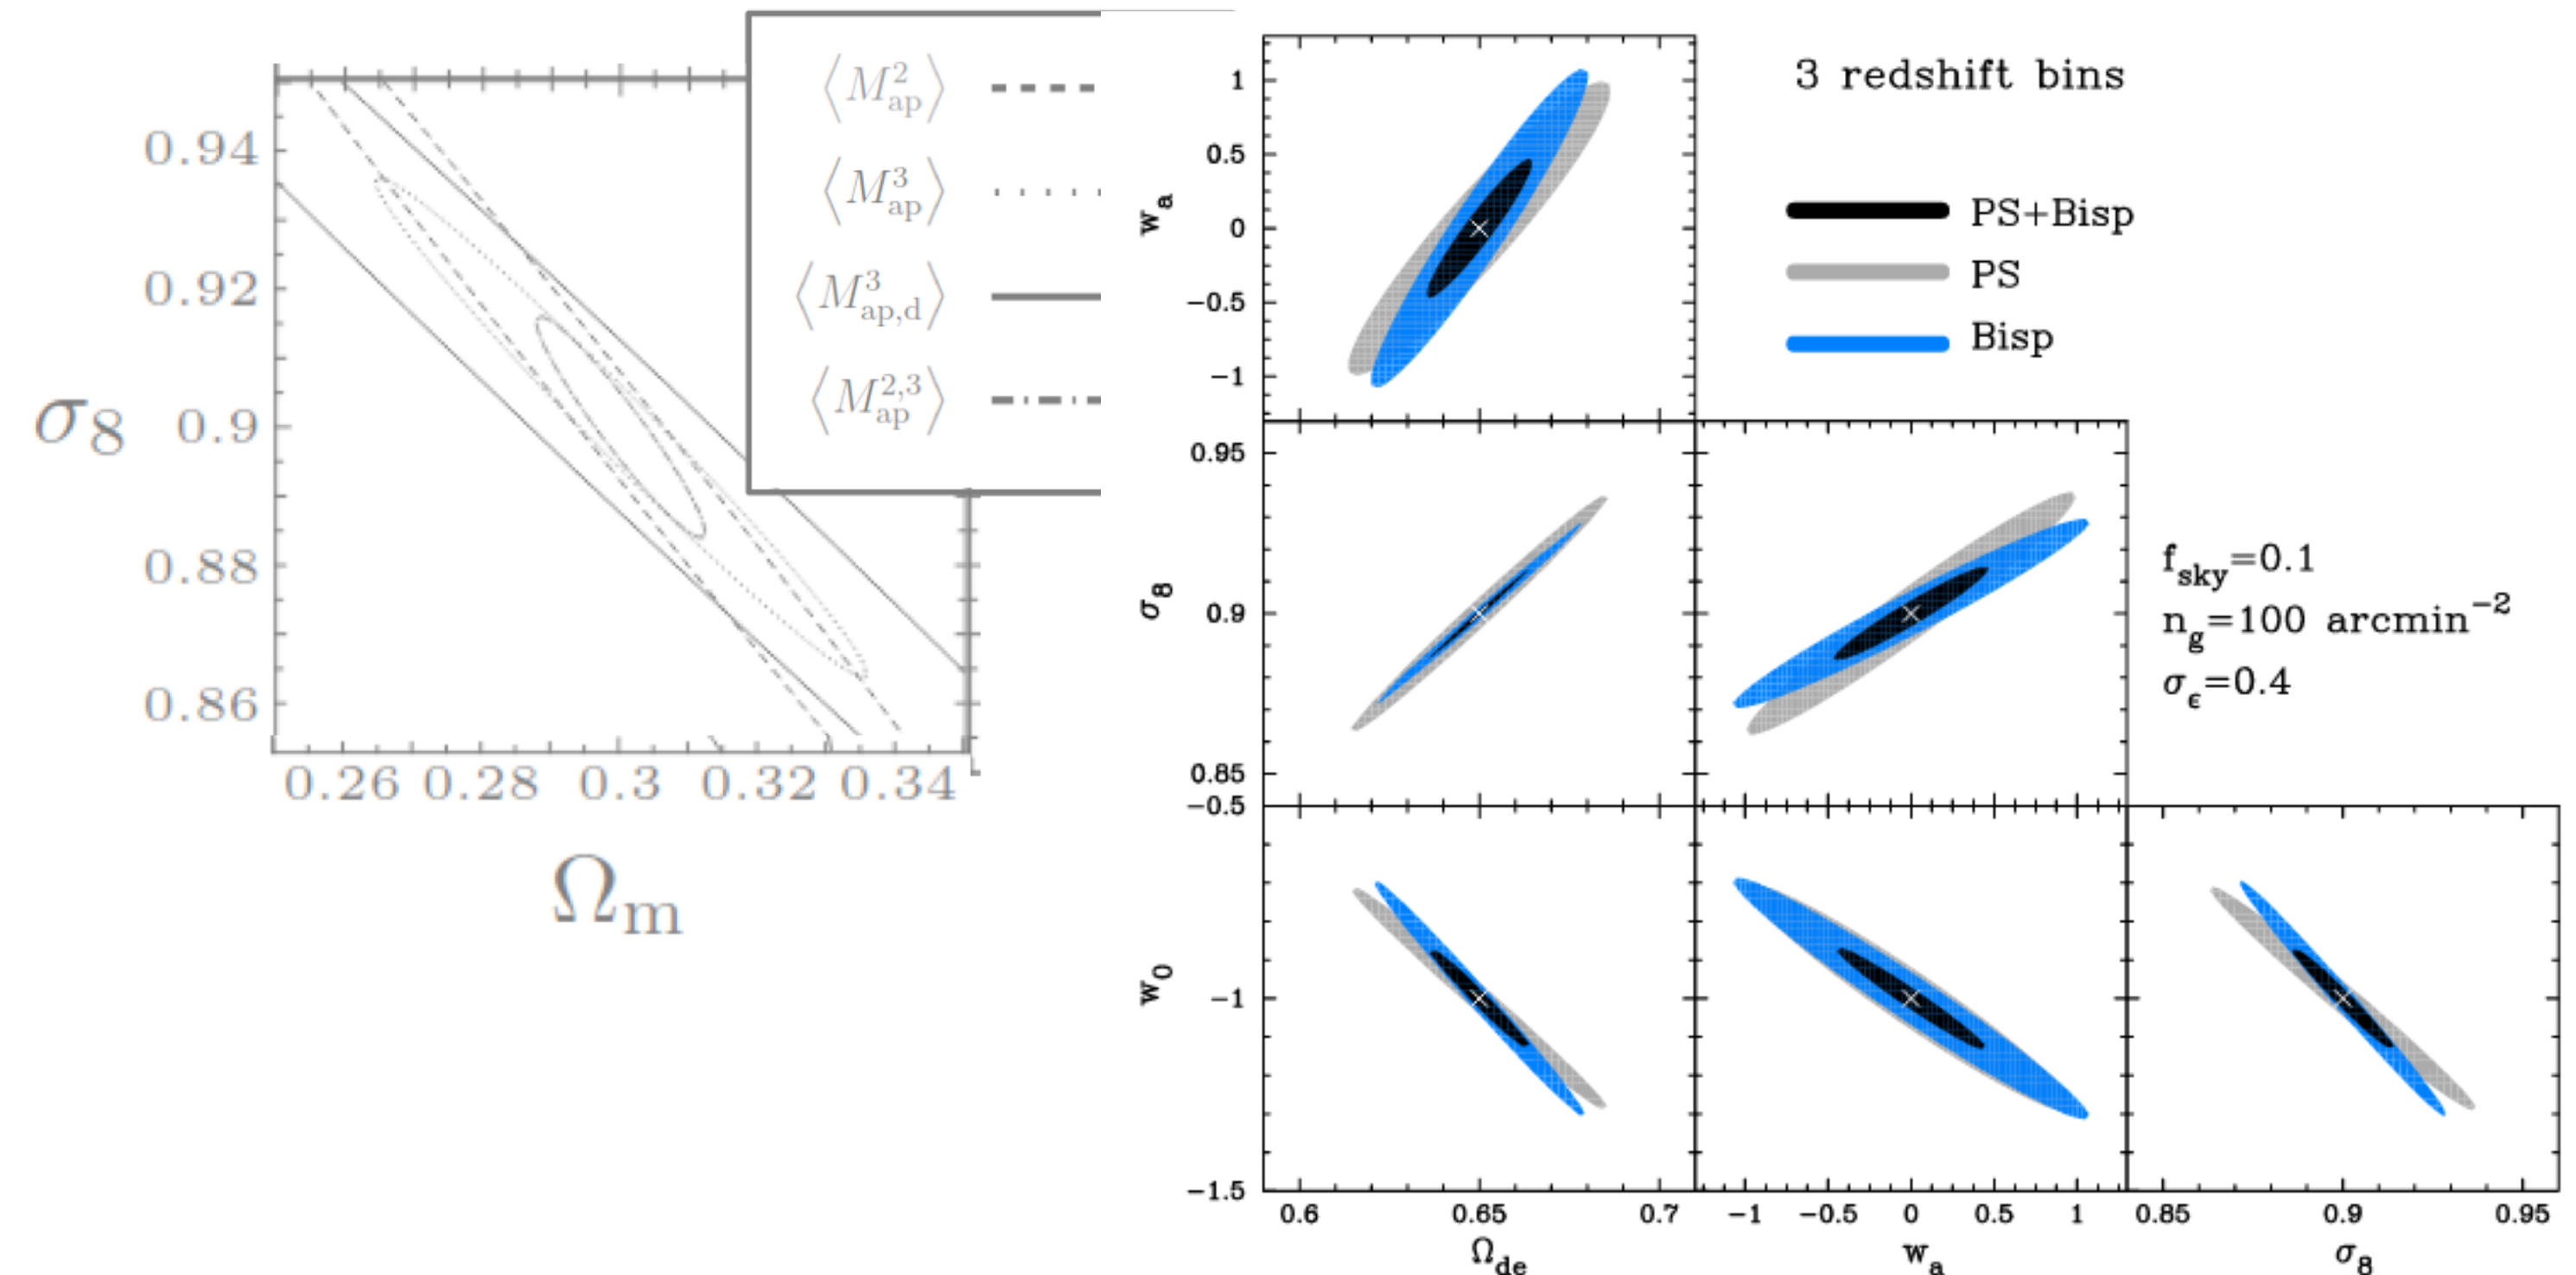 ⟨M²ap⟩
⟨M³ap⟩
⟨M³ap,d⟩
⟨M²,³ap⟩
0.94
0.92
0.9
0.88
0.86
σ8
0.26 0.28 0.3 0.32 0.34
Ωm
3 redshift bins
PS+Bisp
PS
Bisp
1
0.5
0
−0.5
−1
wa
0.95
0.9
0.85
σ8
fsky=0.1
ng=100 arcmin−2
σϵ=0.4
−0.5
−1
−1.5
w0
0.6 0.65 0.7
−1 −0.5 0 0.5 1
0.85 0.9 0.95
Ωde
wa
σ8